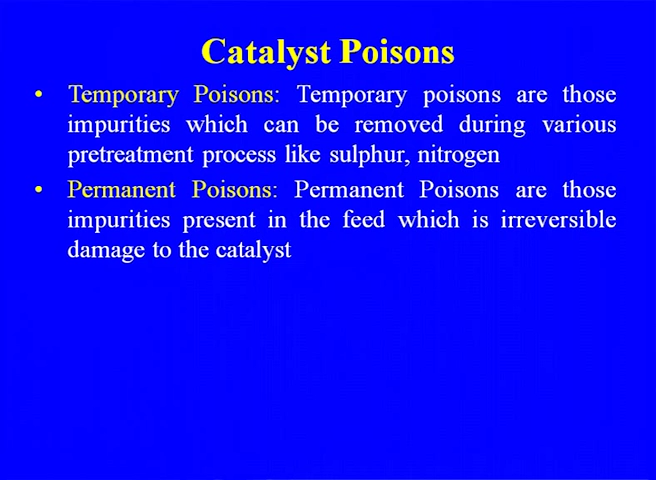 Catalyst Poisons
• Temporary Poisons: Temporary poisons are those
impurities which can be removed during various
pretreatment process like sulphur, nitrogen
• Permanent Poisons: Permanent Poisons are those
impurities present in the feed which is irreversible
damage to the catalyst